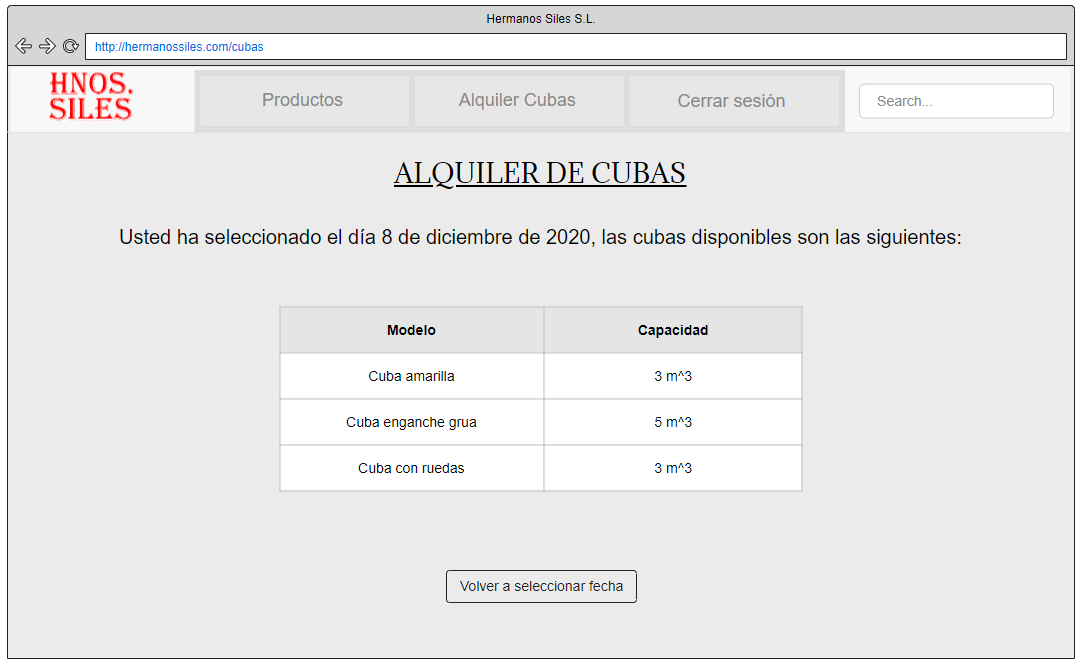 Hermanos Siles S.L.
http://hermanossiles.com/cubas
HNOS.
SILES
Productos
Alquiler Cubas
Cerrar sesión
Search...
ALQUILER DE CUBAS
Usted ha seleccionado el día 8 de diciembre de 2020, las cubas disponibles son las siguientes:
Modelo Capacidad
Cuba amarilla 3 m^3
Cuba enganche grua 5 m^3
Cuba con ruedas 3 m^3
Volver a seleccionar fecha